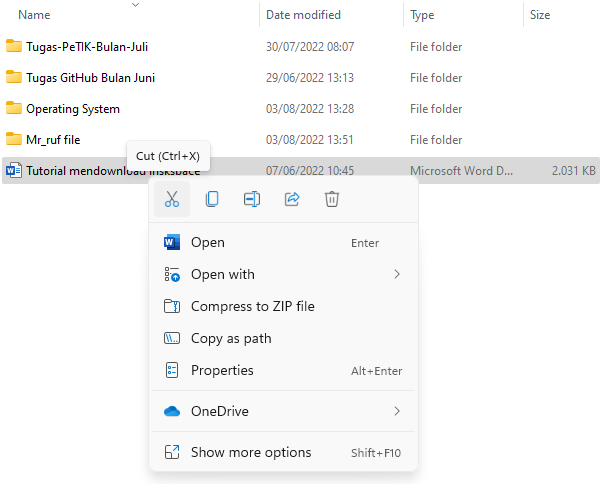 Name Date modified Type Size
Tugas-PeTIK-Bulan-Juli 30/07/2022 08:07 File folder
Tugas GitHub Bulan Juni 29/06/2022 13:13 File folder
Operating System 03/08/2022 13:28 File folder
Mr_ruf file 03/08/2022 13:51 File folder
Cut (Ctrl+X)
Tutorial mendownload inskspace 07/06/2022 10:45 Microsoft Word D... 2.031 KB
Open Enter
Open with
Compress to ZIP file
Copy as path
Properties Alt+Enter
OneDrive
Show more options Shift+F10